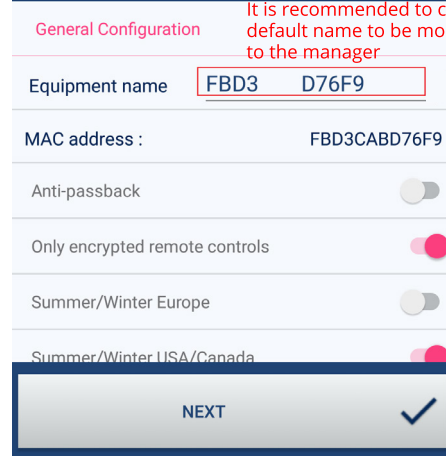 It is recommended to c
General Configuration
default name to be mo
to the manager
Equipment name
FBD3 D76F9
MAC address :
FBD3CABD76F9
Anti-passback
Only encrypted remote controls
Summer/Winter Europe
Summer/Winter USA/Canada
NEXT